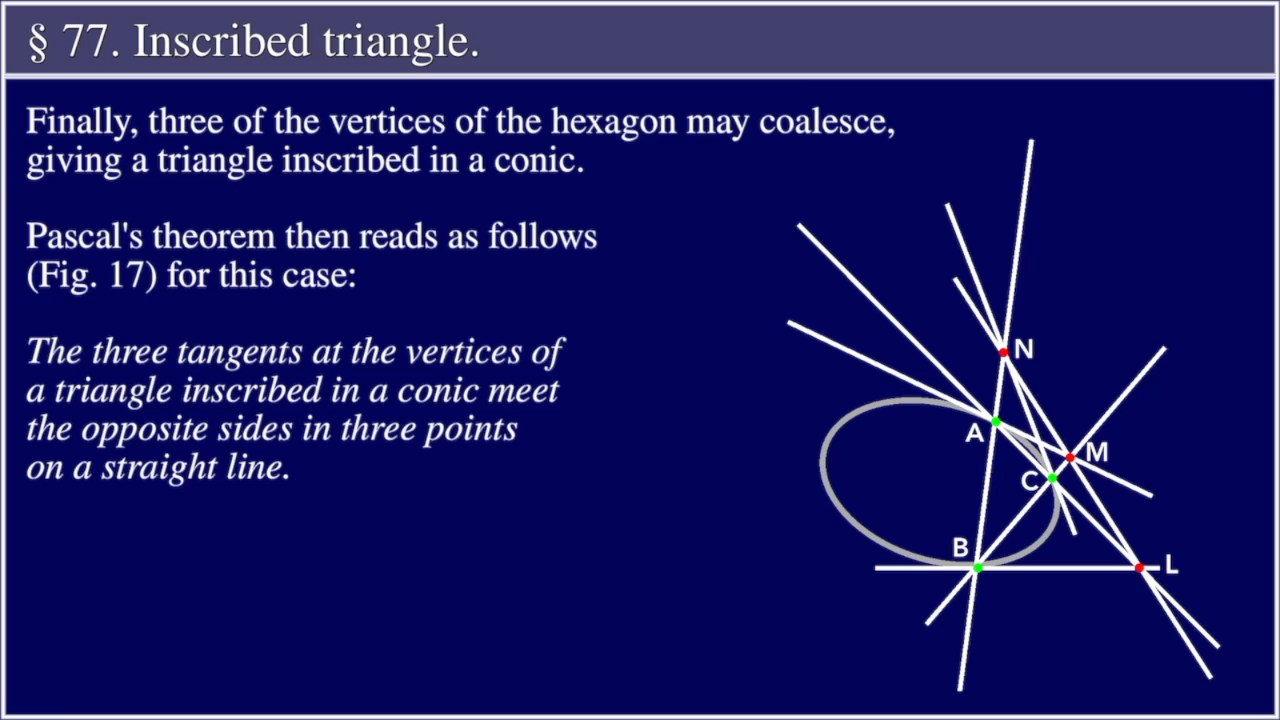 § 77. Inscribed triangle.
Finally, three of the vertices of the hexagon may coalesce,
giving a triangle inscribed in a conic.
Pascal's theorem then reads as follows
(Fig. 17) for this case:
The three tangents at the vertices of
a triangle inscribed in a conic meet
the opposite sides in three points
on a straight line.
N
A
M
C
B
L